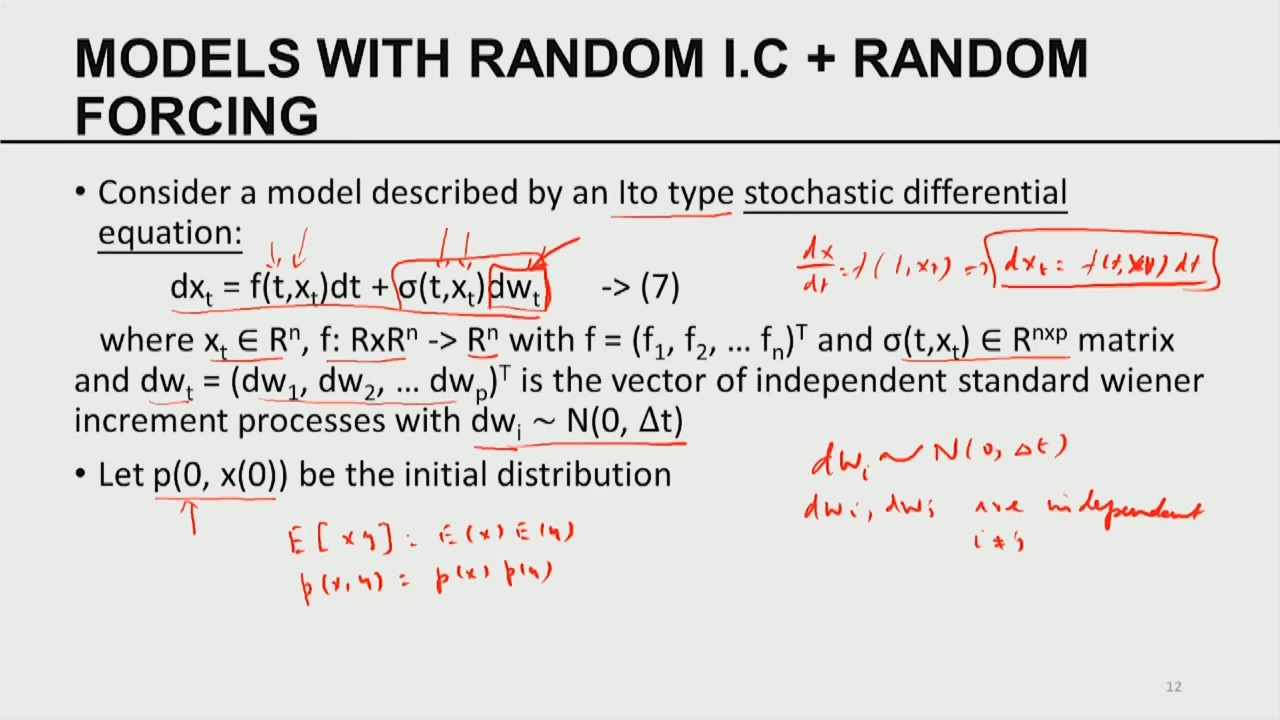 MODELS WITH RANDOM I.C + RANDOM
FORCING
• Consider a model described by an Ito type stochastic differential
equation:
dx/dt = f(t, xₜ) ⇒ dxₜ = f(t, xₜ) dt
dxₜ = f(t,xₜ)dt + σ(t,xₜ)dwₜ -> (7)
where xₜ ∈ Rⁿ, f: RxRⁿ -> Rⁿ with f = (f₁, f₂, ... fₙ)ᵀ and σ(t,xₜ) ∈ Rⁿˣᵖ matrix
and dwₜ = (dw₁, dw₂, ... dwₚ)ᵀ is the vector of independent standard wiener
increment processes with dwᵢ ~ N(0, Δt)
dwᵢ ~ N(0, Δt)
• Let p(0, x(0)) be the initial distribution
dwᵢ, dwⱼ are independent
i ≠ j
E[xy] = E(x) E(y)
p(x, y) = p(x) p(y)
12